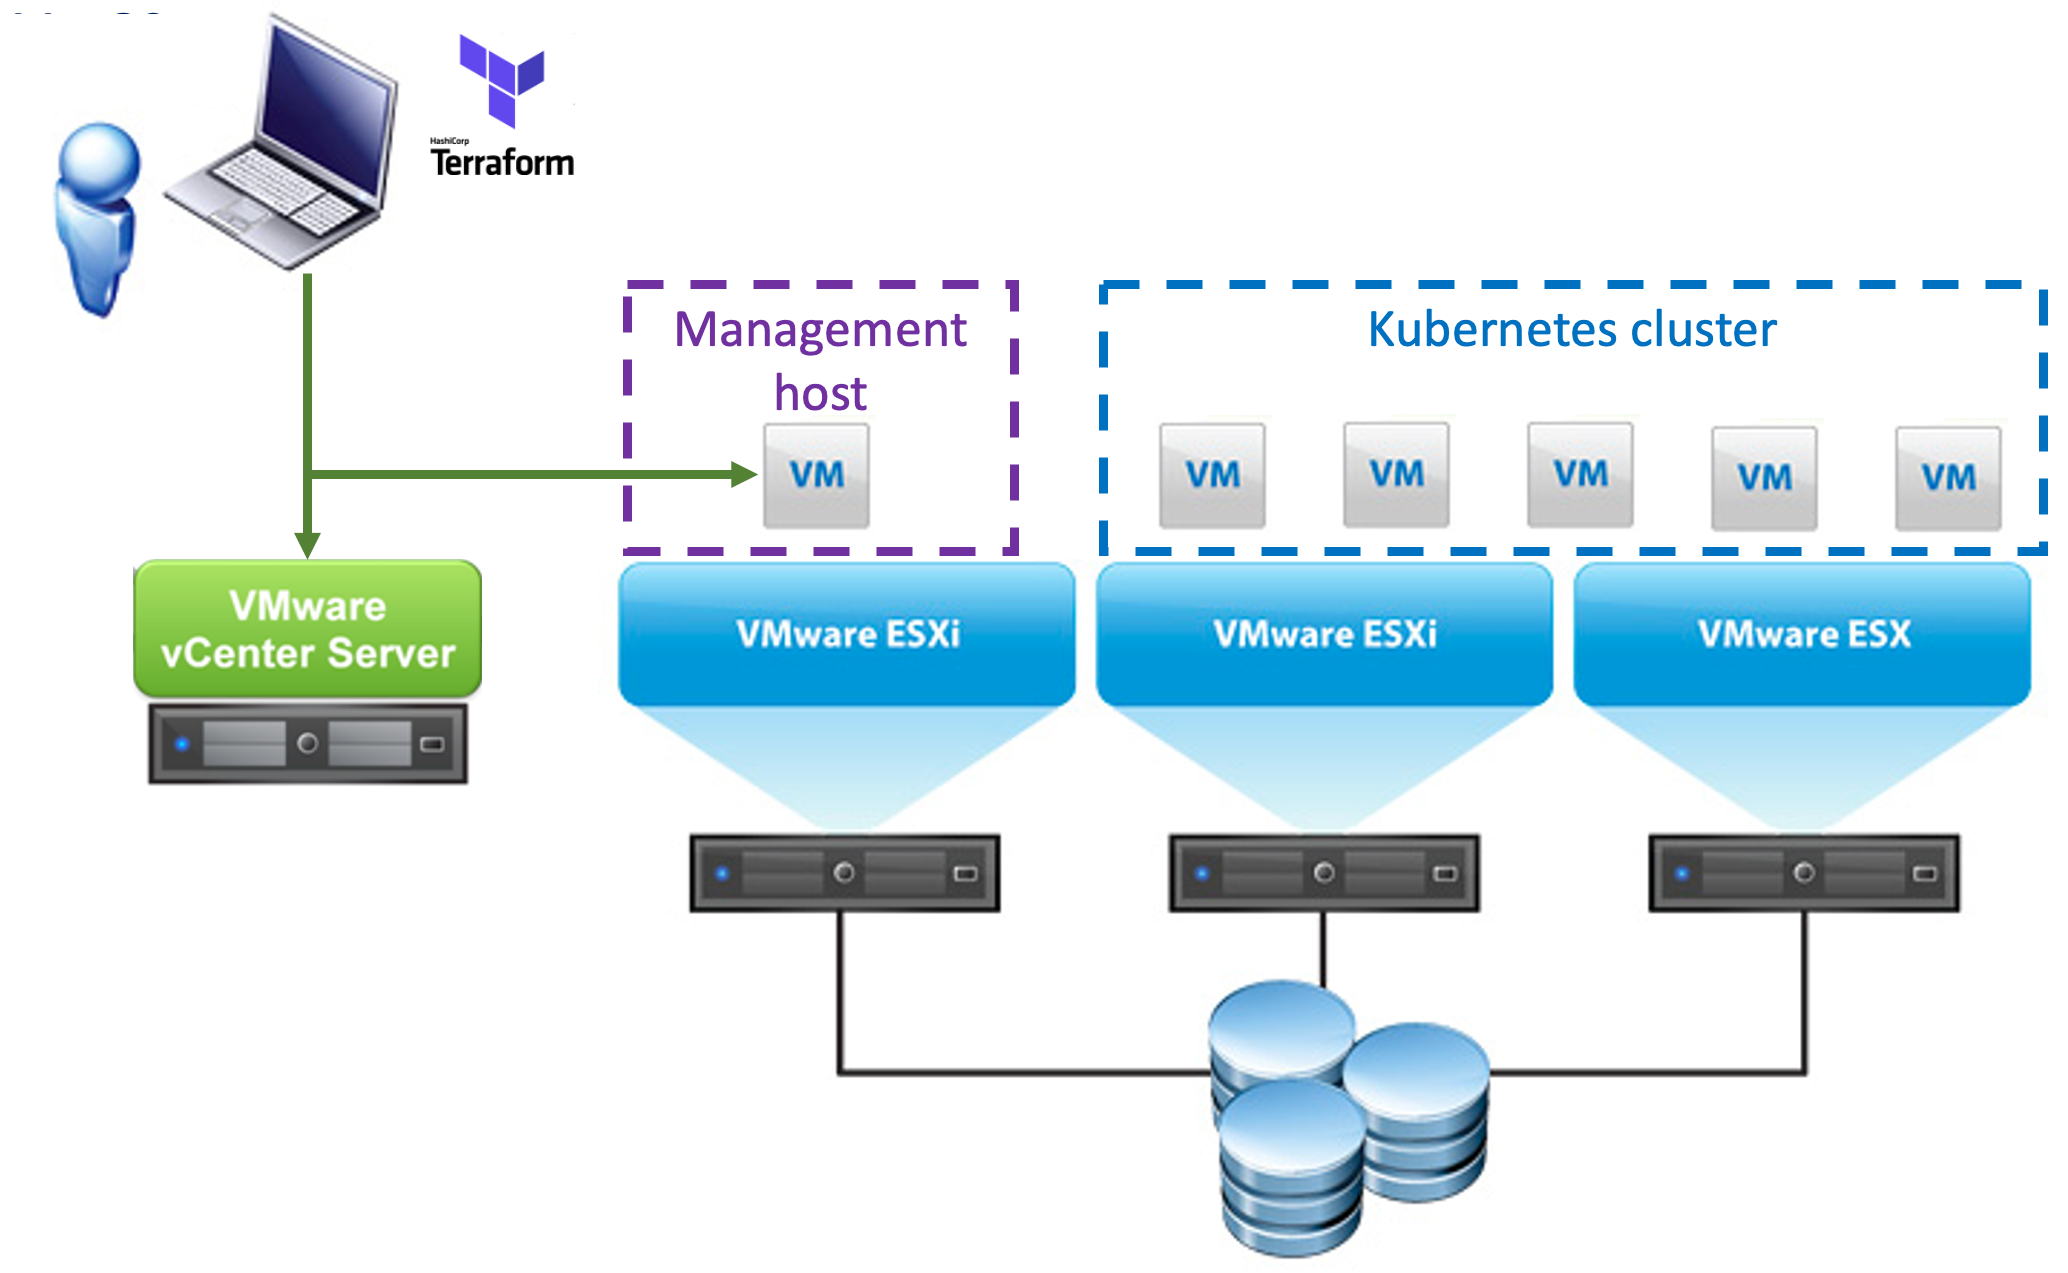 HashiCorp
Terraform
Management
host
VM
Kubernetes cluster
VM
VM
VM
VM
VM
VMware
vCenter Server
VMware ESXi
VMware ESXi
VMware ESX